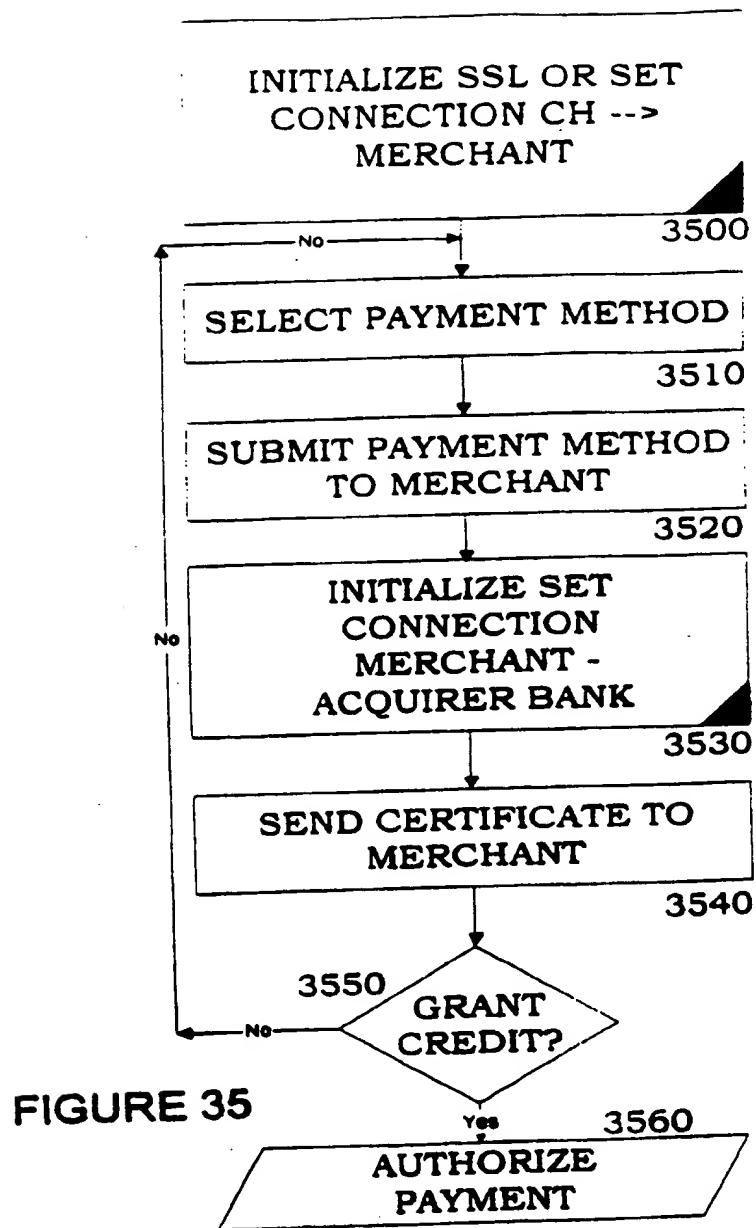 INITIALIZE SSL OR SET
CONNECTION CH -->
MERCHANT
3500
No
SELECT PAYMENT METHOD
3510
SUBMIT PAYMENT METHOD
TO MERCHANT
3520
No
INITIALIZE SET
CONNECTION
MERCHANT -
ACQUIRER BANK
3530
SEND CERTIFICATE TO
MERCHANT
3540
3550
GRANT
CREDIT?
No
FIGURE 35
Yes
3560
AUTHORIZE
PAYMENT